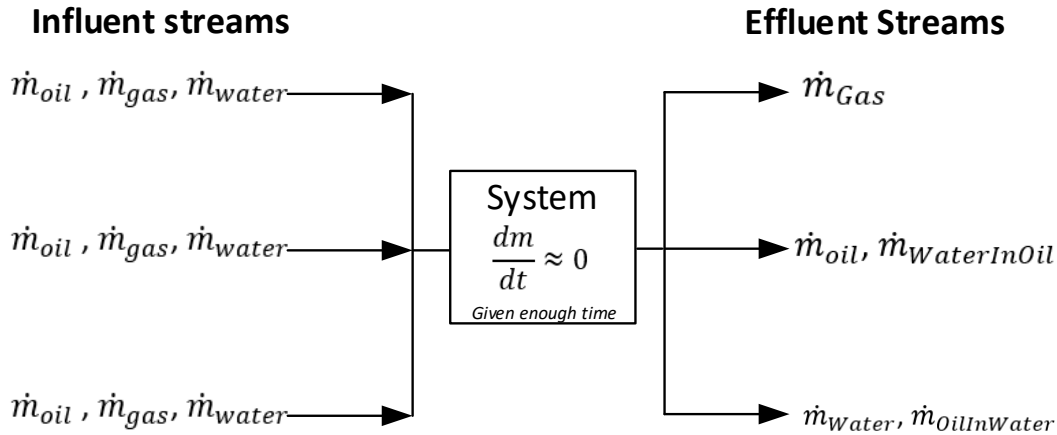 Influent streams
Effluent Streams
ṁ_oil , ṁ_gas, ṁ_water
ṁ_Gas
System
dm/dt ≈ 0
Given enough time
ṁ_oil , ṁ_gas, ṁ_water
ṁ_oil, ṁ_WaterInOil
ṁ_oil , ṁ_gas, ṁ_water
ṁ_Water, ṁ_OilInWater